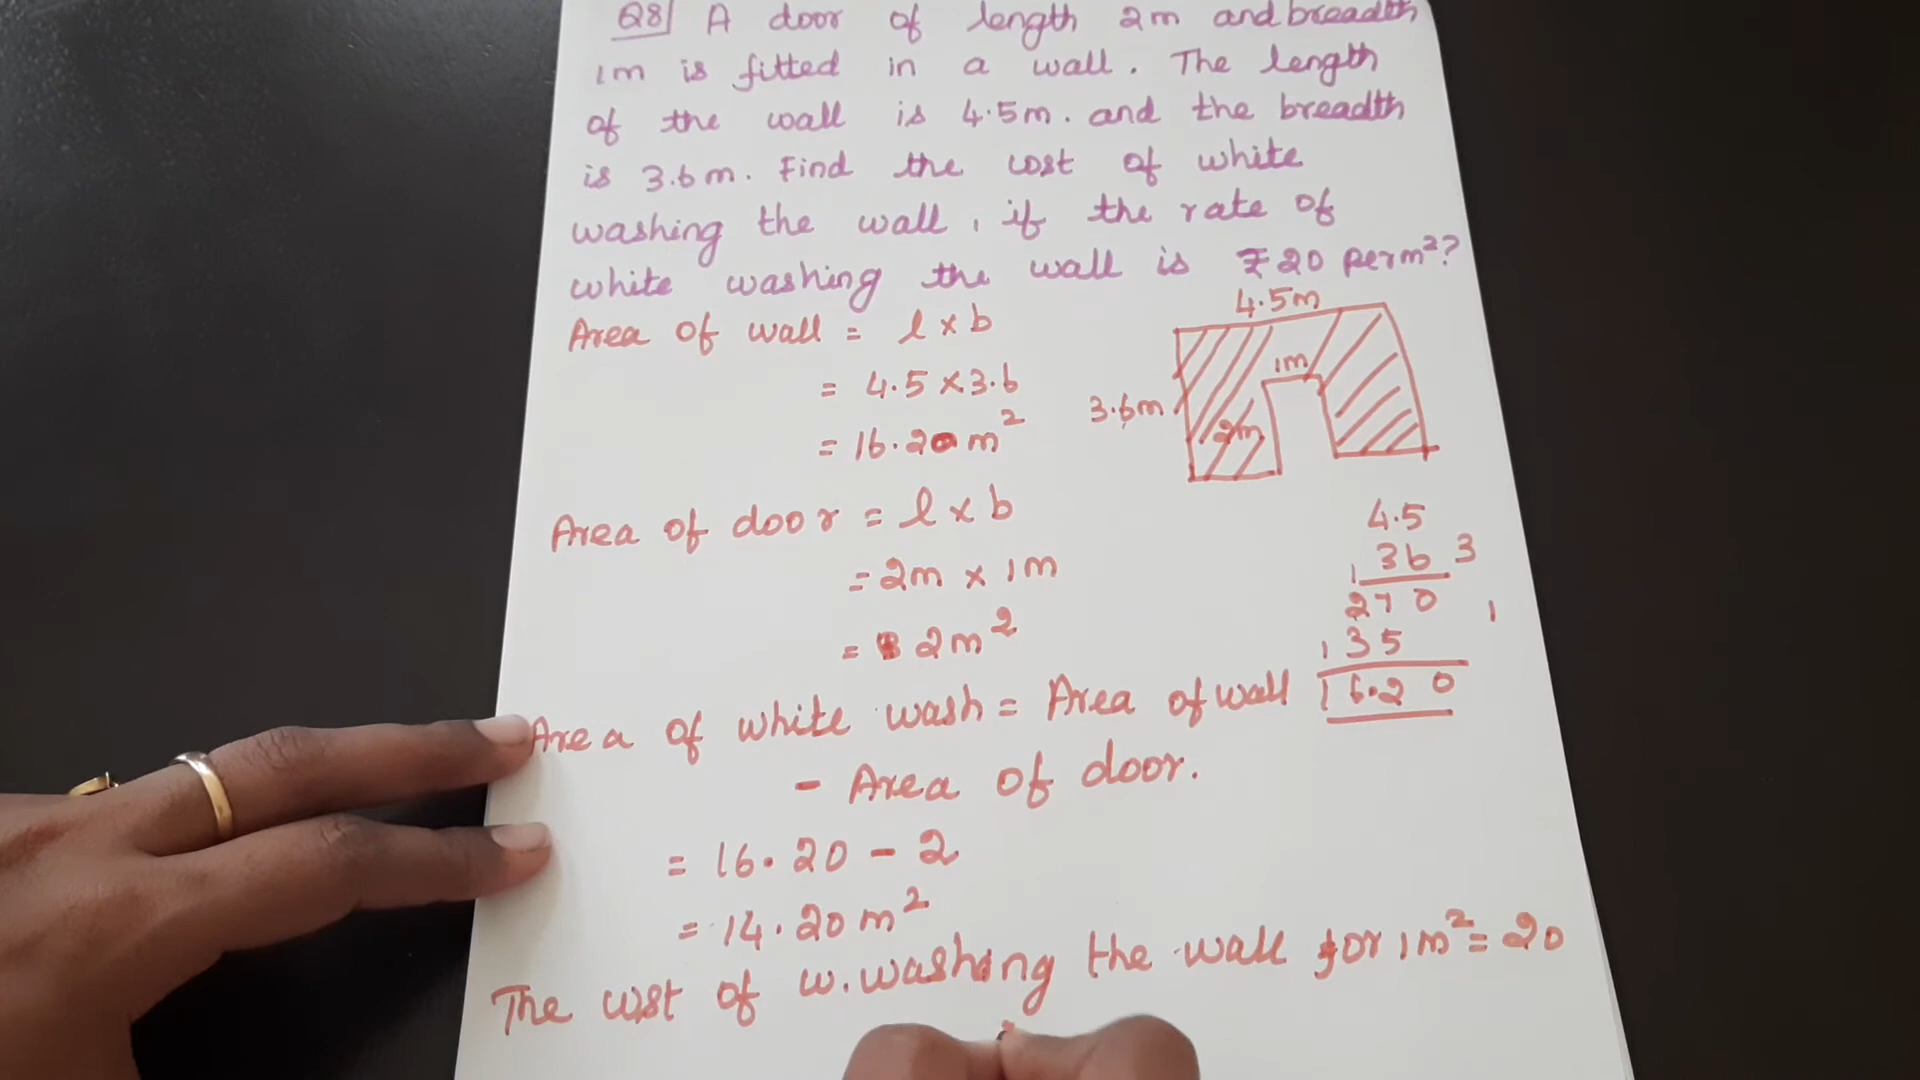 Q8) A door of length 2m and breadth
1m is fitted in a wall. The length
of the wall is 4.5m. and the breadth
is 3.6m. Find the cost of white
washing the wall, if the rate of
white washing the wall is ₹20 per m²?
Area of wall = l × b
= 4.5 × 3.6
= 16.20 m²
4.5m
1m
3.6m
2m
Area of door = l × b
= 2m × 1m
= 2m²
4.5
36 3
1
270 1
135
1
16.20
Area of white wash = Area of wall
- Area of door.
= 16.20 - 2
= 14.20 m²
The cost of w.washing the wall for 1m² = 20